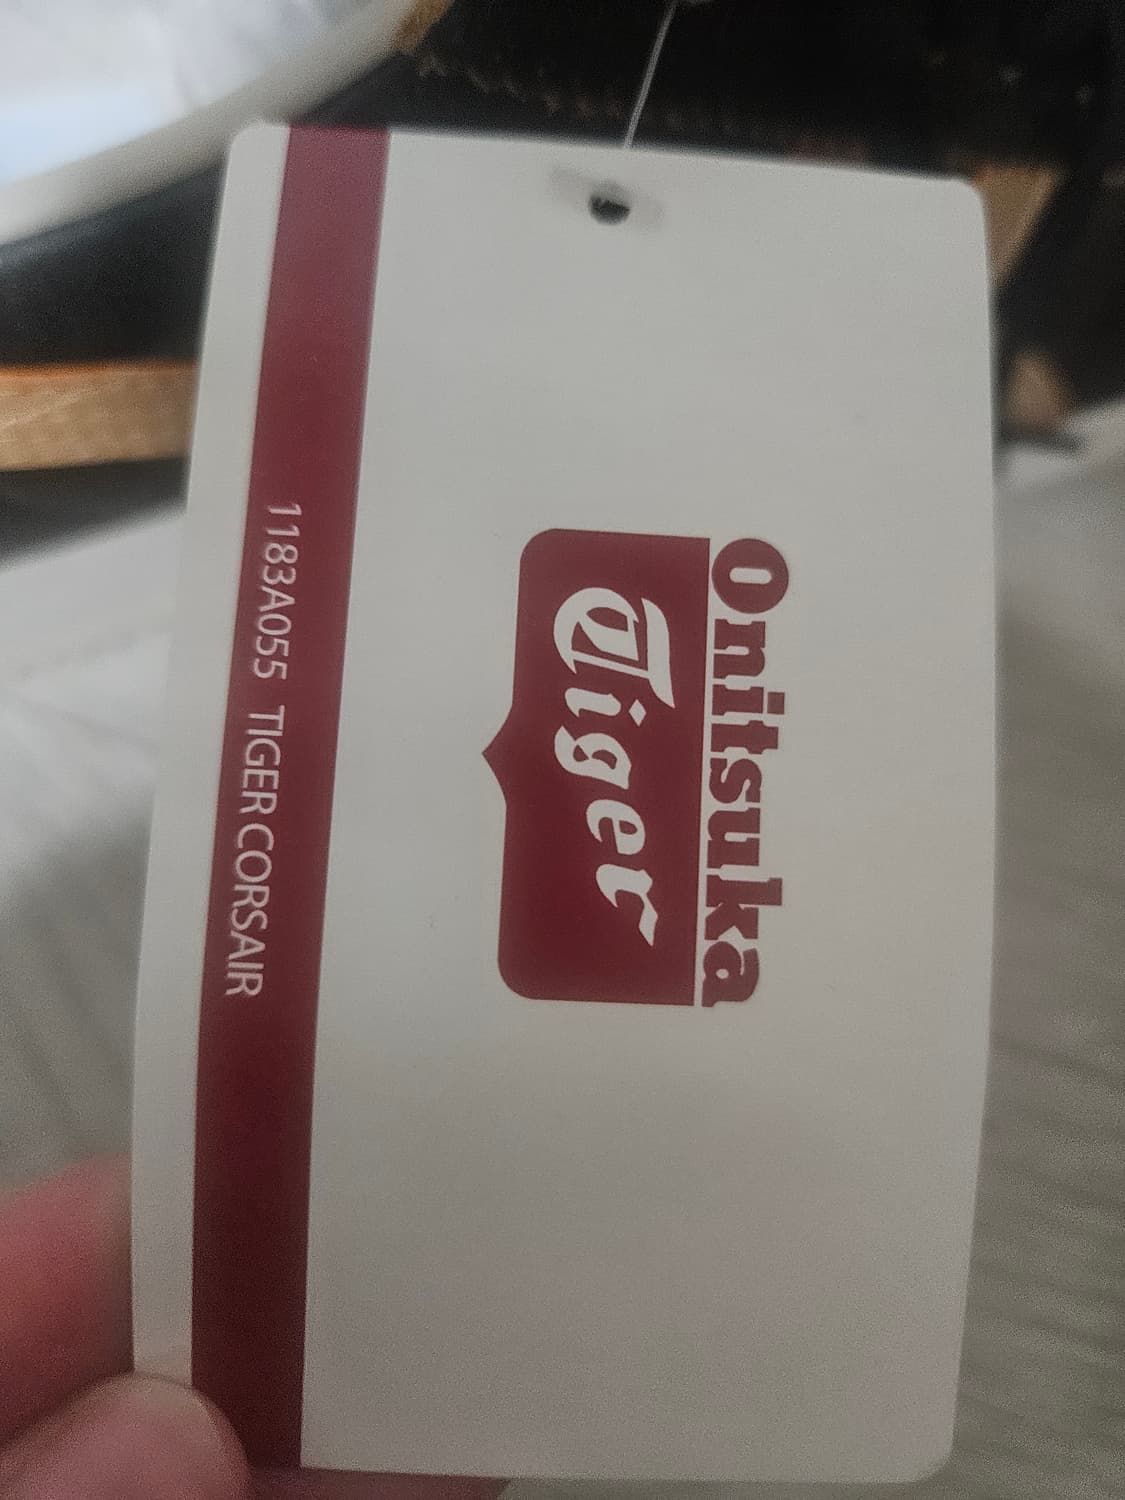 Onitsuka
Tiger
1183A055 TIGER CORSAIR